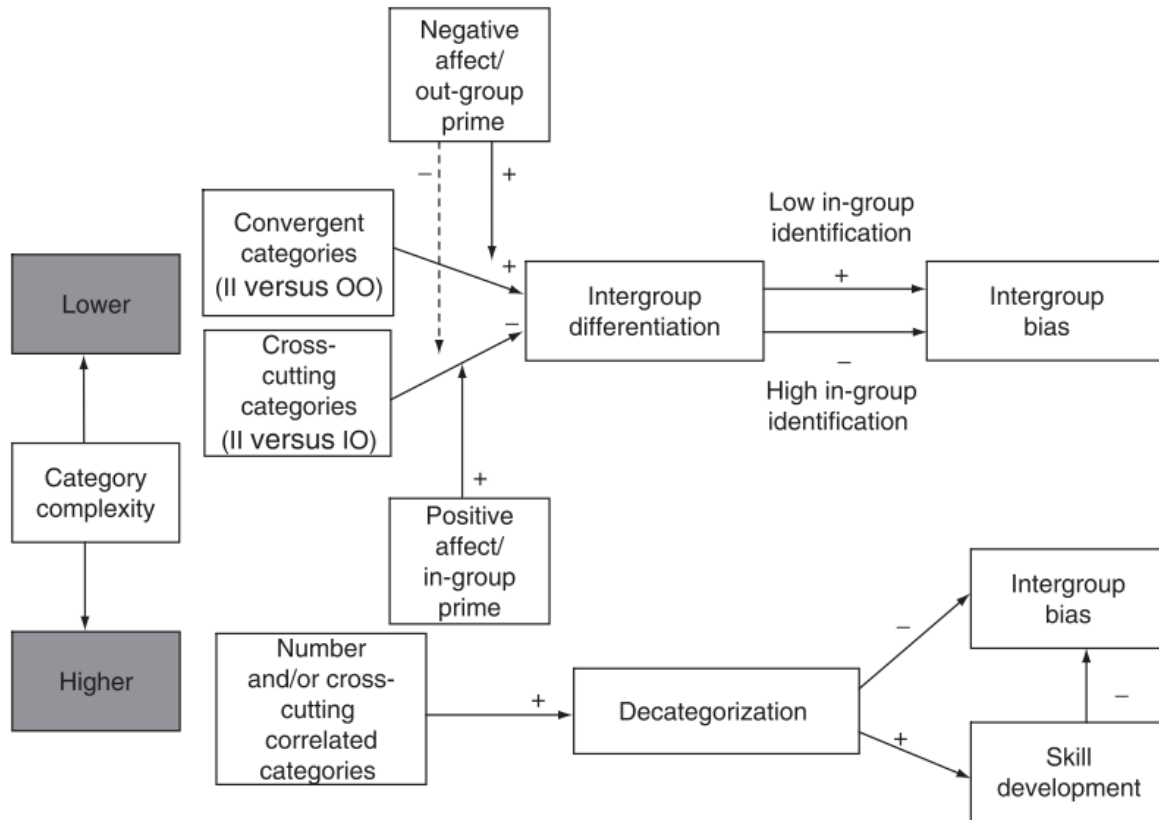 Negative
affect/
out-group
prime
–
+
Convergent
categories
(II versus OO)
+
Low in-group
identification
+
Lower
Intergroup
differentiation
Intergroup
bias
–
Cross-
cutting
categories
(II versus IO)
–
High in-group
identification
Category
complexity
+
Positive
affect/
in-group
prime
Intergroup
bias
–
Higher
Number
and/or cross-
cutting
correlated
categories
+
Decategorization
–
+
Skill
development